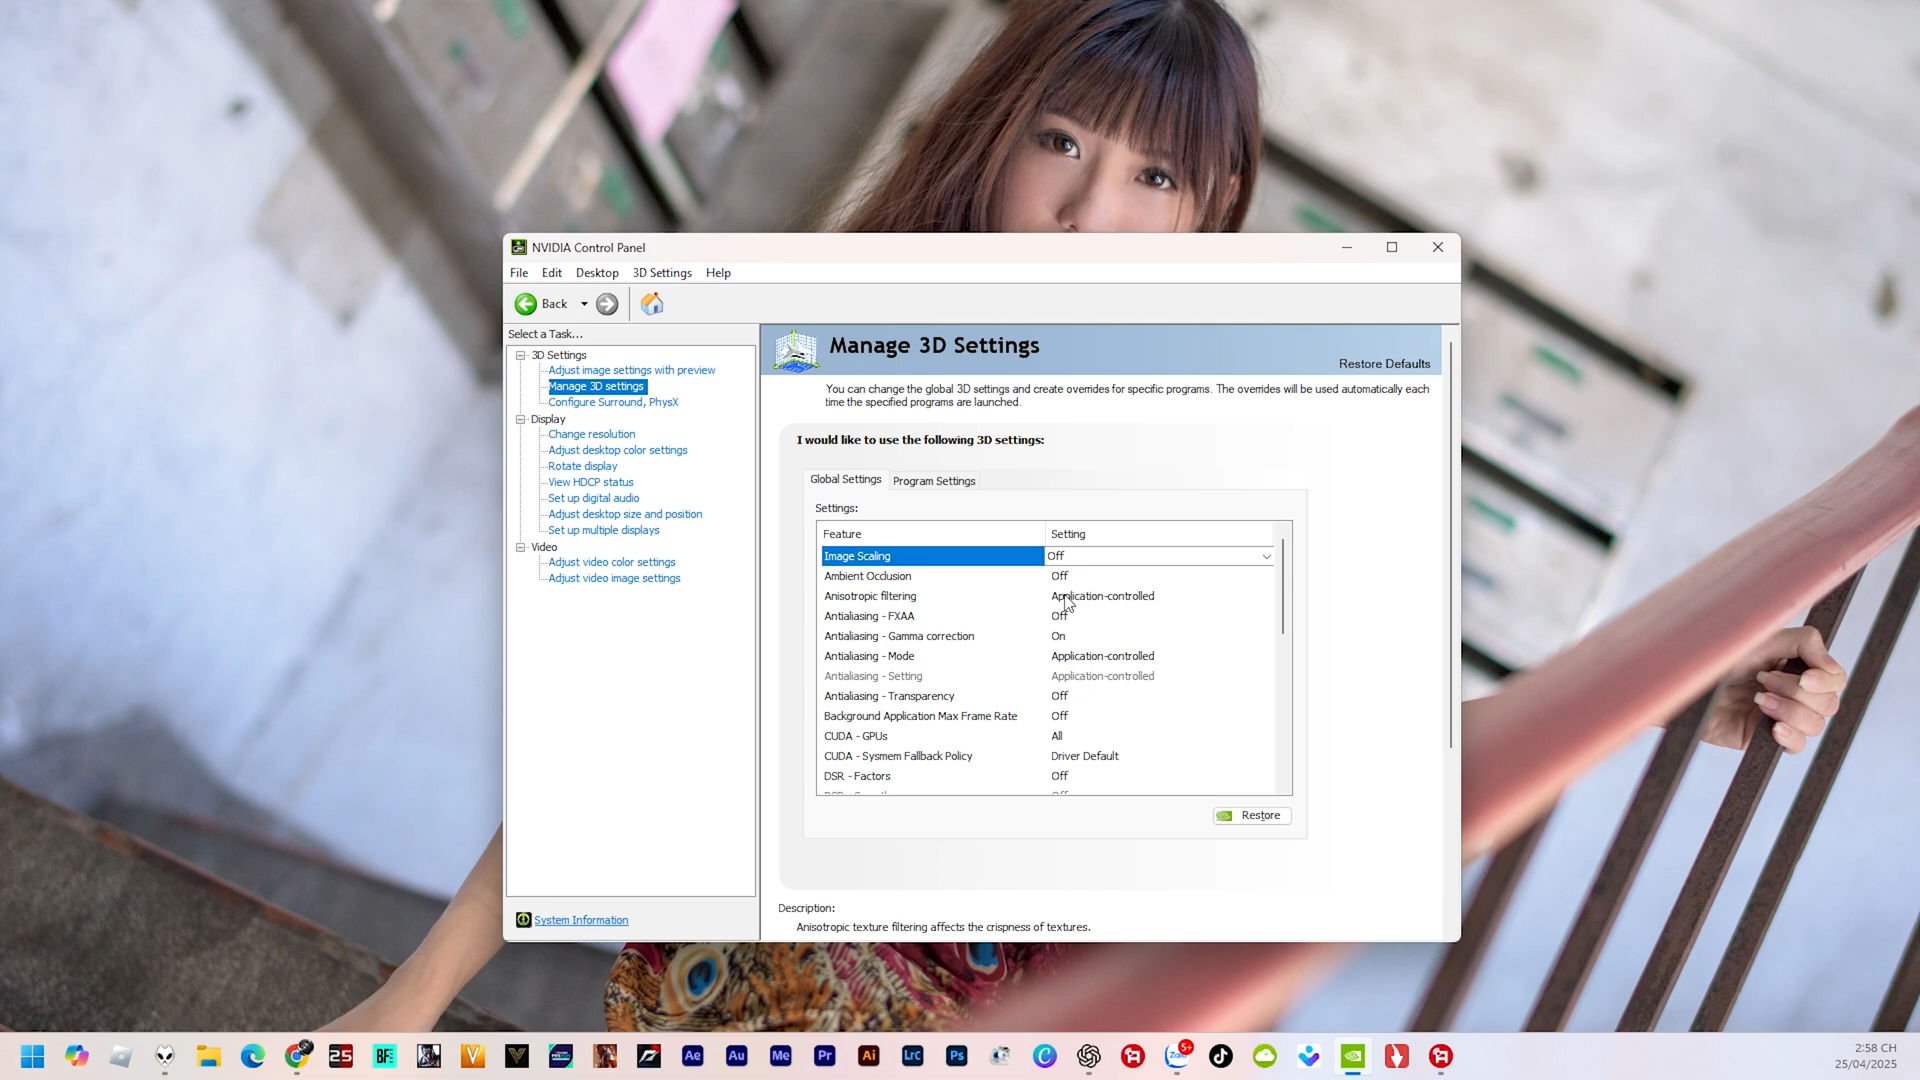 NVIDIA Control Panel
File Edit Desktop 3D Settings Help
Back
Select a Task...
3D Settings
Adjust image settings with preview
Manage 3D settings
Configure Surround, PhysX
Display
Change resolution
Adjust desktop color settings
Rotate display
View HDCP status
Set up digital audio
Adjust desktop size and position
Set up multiple displays
Video
Adjust video color settings
Adjust video image settings
System Information
Manage 3D Settings
Restore Defaults
You can change the global 3D settings and create overrides for specific programs. The overrides will be used automatically each
time the specified programs are launched.
I would like to use the following 3D settings:
Global Settings Program Settings
Settings:
Feature Setting
Image Scaling Off
Ambient Occlusion Off
Anisotropic filtering Application-controlled
Antialiasing - FXAA Off
Antialiasing - Gamma correction On
Antialiasing - Mode Application-controlled
Antialiasing - Setting Application-controlled
Antialiasing - Transparency Off
Background Application Max Frame Rate Off
CUDA - GPUs All
CUDA - Sysmem Fallback Policy Driver Default
DSR - Factors Off
Restore
Description:
Anisotropic texture filtering affects the crispness of textures.
25 BF V V Ae Au Me Pr Ai Lrc Ps C Zalo 5+
2:58 CH
25/04/2025